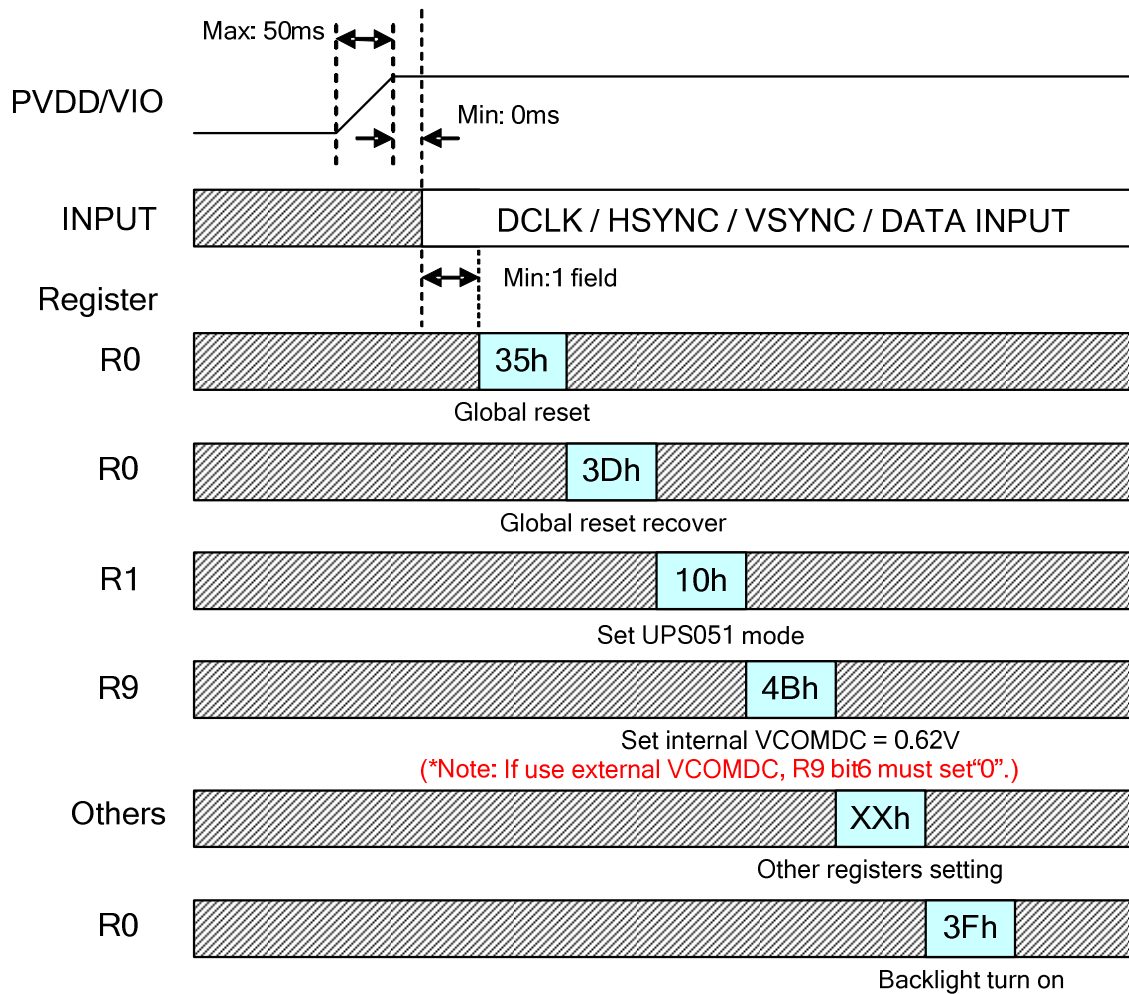 Max: 50ms
PVDD/VIO
Min: 0ms
INPUT
DCLK / HSYNC / VSYNC / DATA INPUT
Min:1 field
Register
R0
35h
Global reset
R0
3Dh
Global reset recover
R1
10h
Set UPS051 mode
R9
4Bh
Set internal VCOMDC = 0.62V
(*Note: If use external VCOMDC, R9 bit6 must set“0”.)
Others
XXh
Other registers setting
R0
3Fh
Backlight turn on